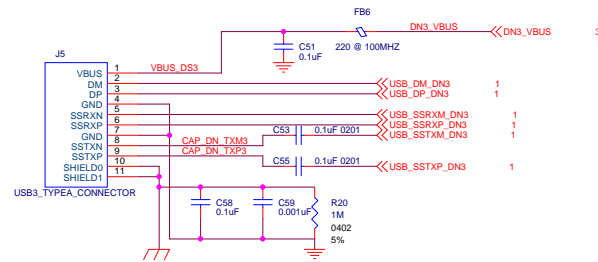 FB6
DN3_VBUS
DN3_VBUS 3
C51
0.1uF
220 @ 100MHZ
J5
VBUS 1 VBUS_DS3
DM 2 USB_DM_DN3 1
DP 3 USB_DP_DN3 1
GND 4
SSRXN 5 USB_SSRXM_DN3 1
SSRXP 6 USB_SSRXP_DN3 1
GND 7 C53 0.1uF 0201 USB_SSTXM_DN3 1
SSTXN 8 CAP_DN_TXM3
SSTXP 9 CAP_DN_TXP3
SHIELD0 10 C55 0.1uF 0201 USB_SSTXP_DN3 1
SHIELD1 11
USB3_TYPEA_CONNECTOR
C58
0.1uF
C59
0.001uF
R20
1M
0402
5%